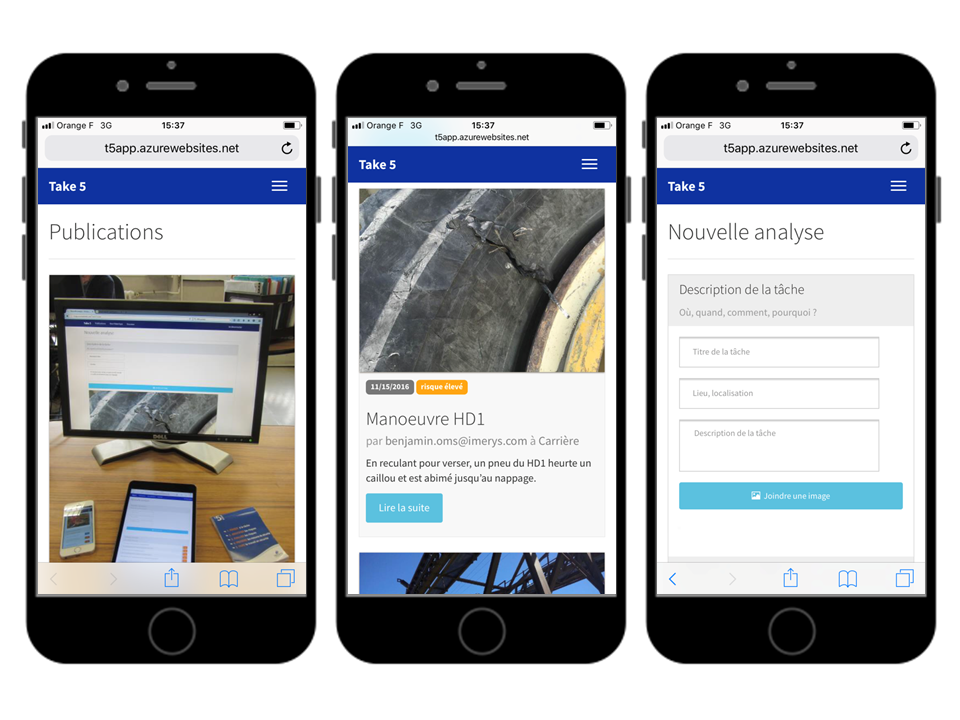 Orange F 3G 15:37
t5app.azurewebsites.net
Take 5
Publications
DELL
Orange F 3G 15:37
t5app.azurewebsites.net
Take 5
11/15/2016 risque élevé
Manoeuvre HD1
par benjamin.oms@imerys.com à Carrière
En reculant pour verser, un pneu du HD1 heurte un
caillou et est abimé jusqu'au nappage.
Lire la suite
Orange F 3G 15:37
t5app.azurewebsites.net
Take 5
Nouvelle analyse
Description de la tâche
Où, quand, comment, pourquoi ?
Titre de la tâche
Lieu, localisation
Description de la tâche
Joindre une image